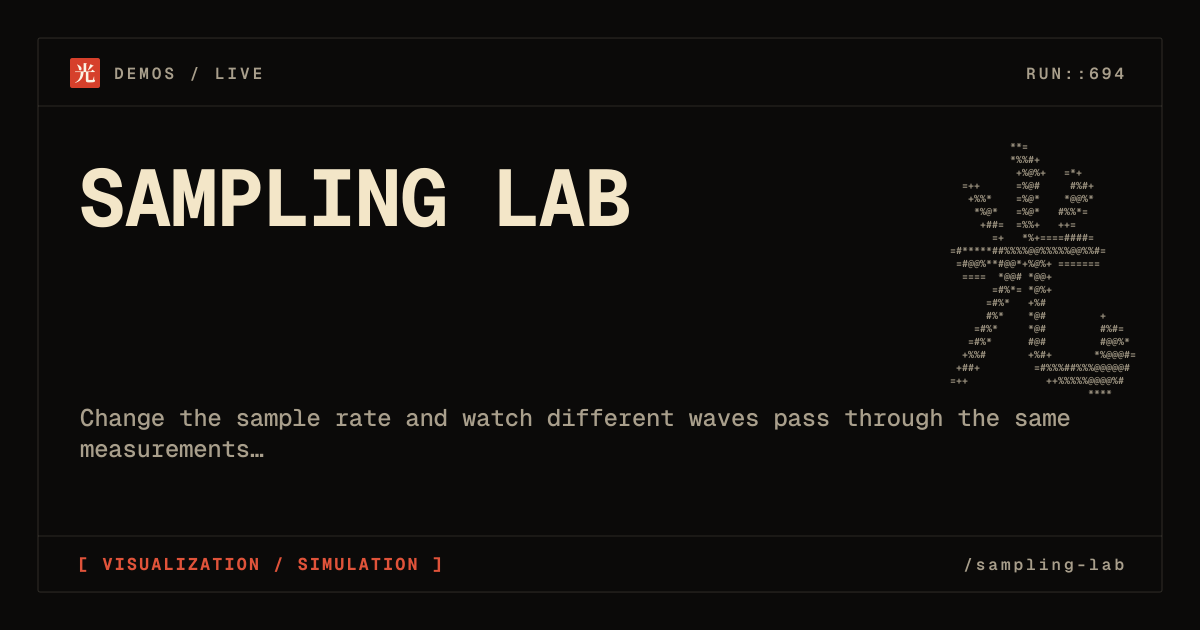 光 DEMOS / LIVE
RUN::694
SAMPLING LAB
Change the sample rate and watch different waves pass through the same
measurements…
[ VISUALIZATION / SIMULATION ]
/sampling-lab